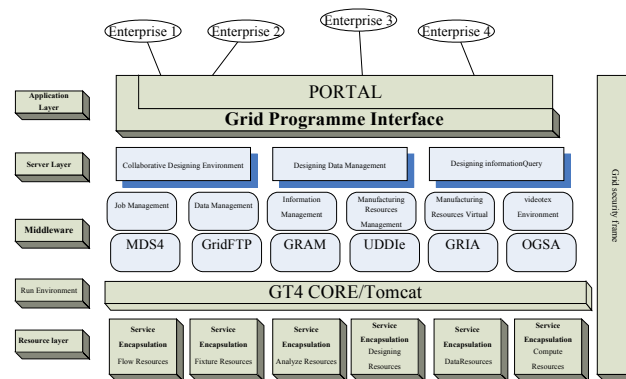 Enterprise 1
Enterprise 2
Enterprise 3
Enterprise 4
Application
Layer
PORTAL
Grid Programme Interface
Server Layer
Collaborative Designing Environment
Designing Data Management
Designing informationQuery
Middleware
Job Management
Data Management
Information
Management
Manufacturing
Resources
Management
Manufacturing
Resources Virtual
videotex
Environment
MDS4
GridFTP
GRAM
UDDIe
GRIA
OGSA
Run Environment
GT4 CORE/Tomcat
Resource layer
Service
Encapsulation
Flow Resources
Service
Encapsulation
Fixture Resources
Service
Encapsulation
Analyze Resources
Service
Encapsulation
Designing
Resources
Service
Encapsulation
DataResources
Service
Encapsulation
Compute
Resources
Grid security frame